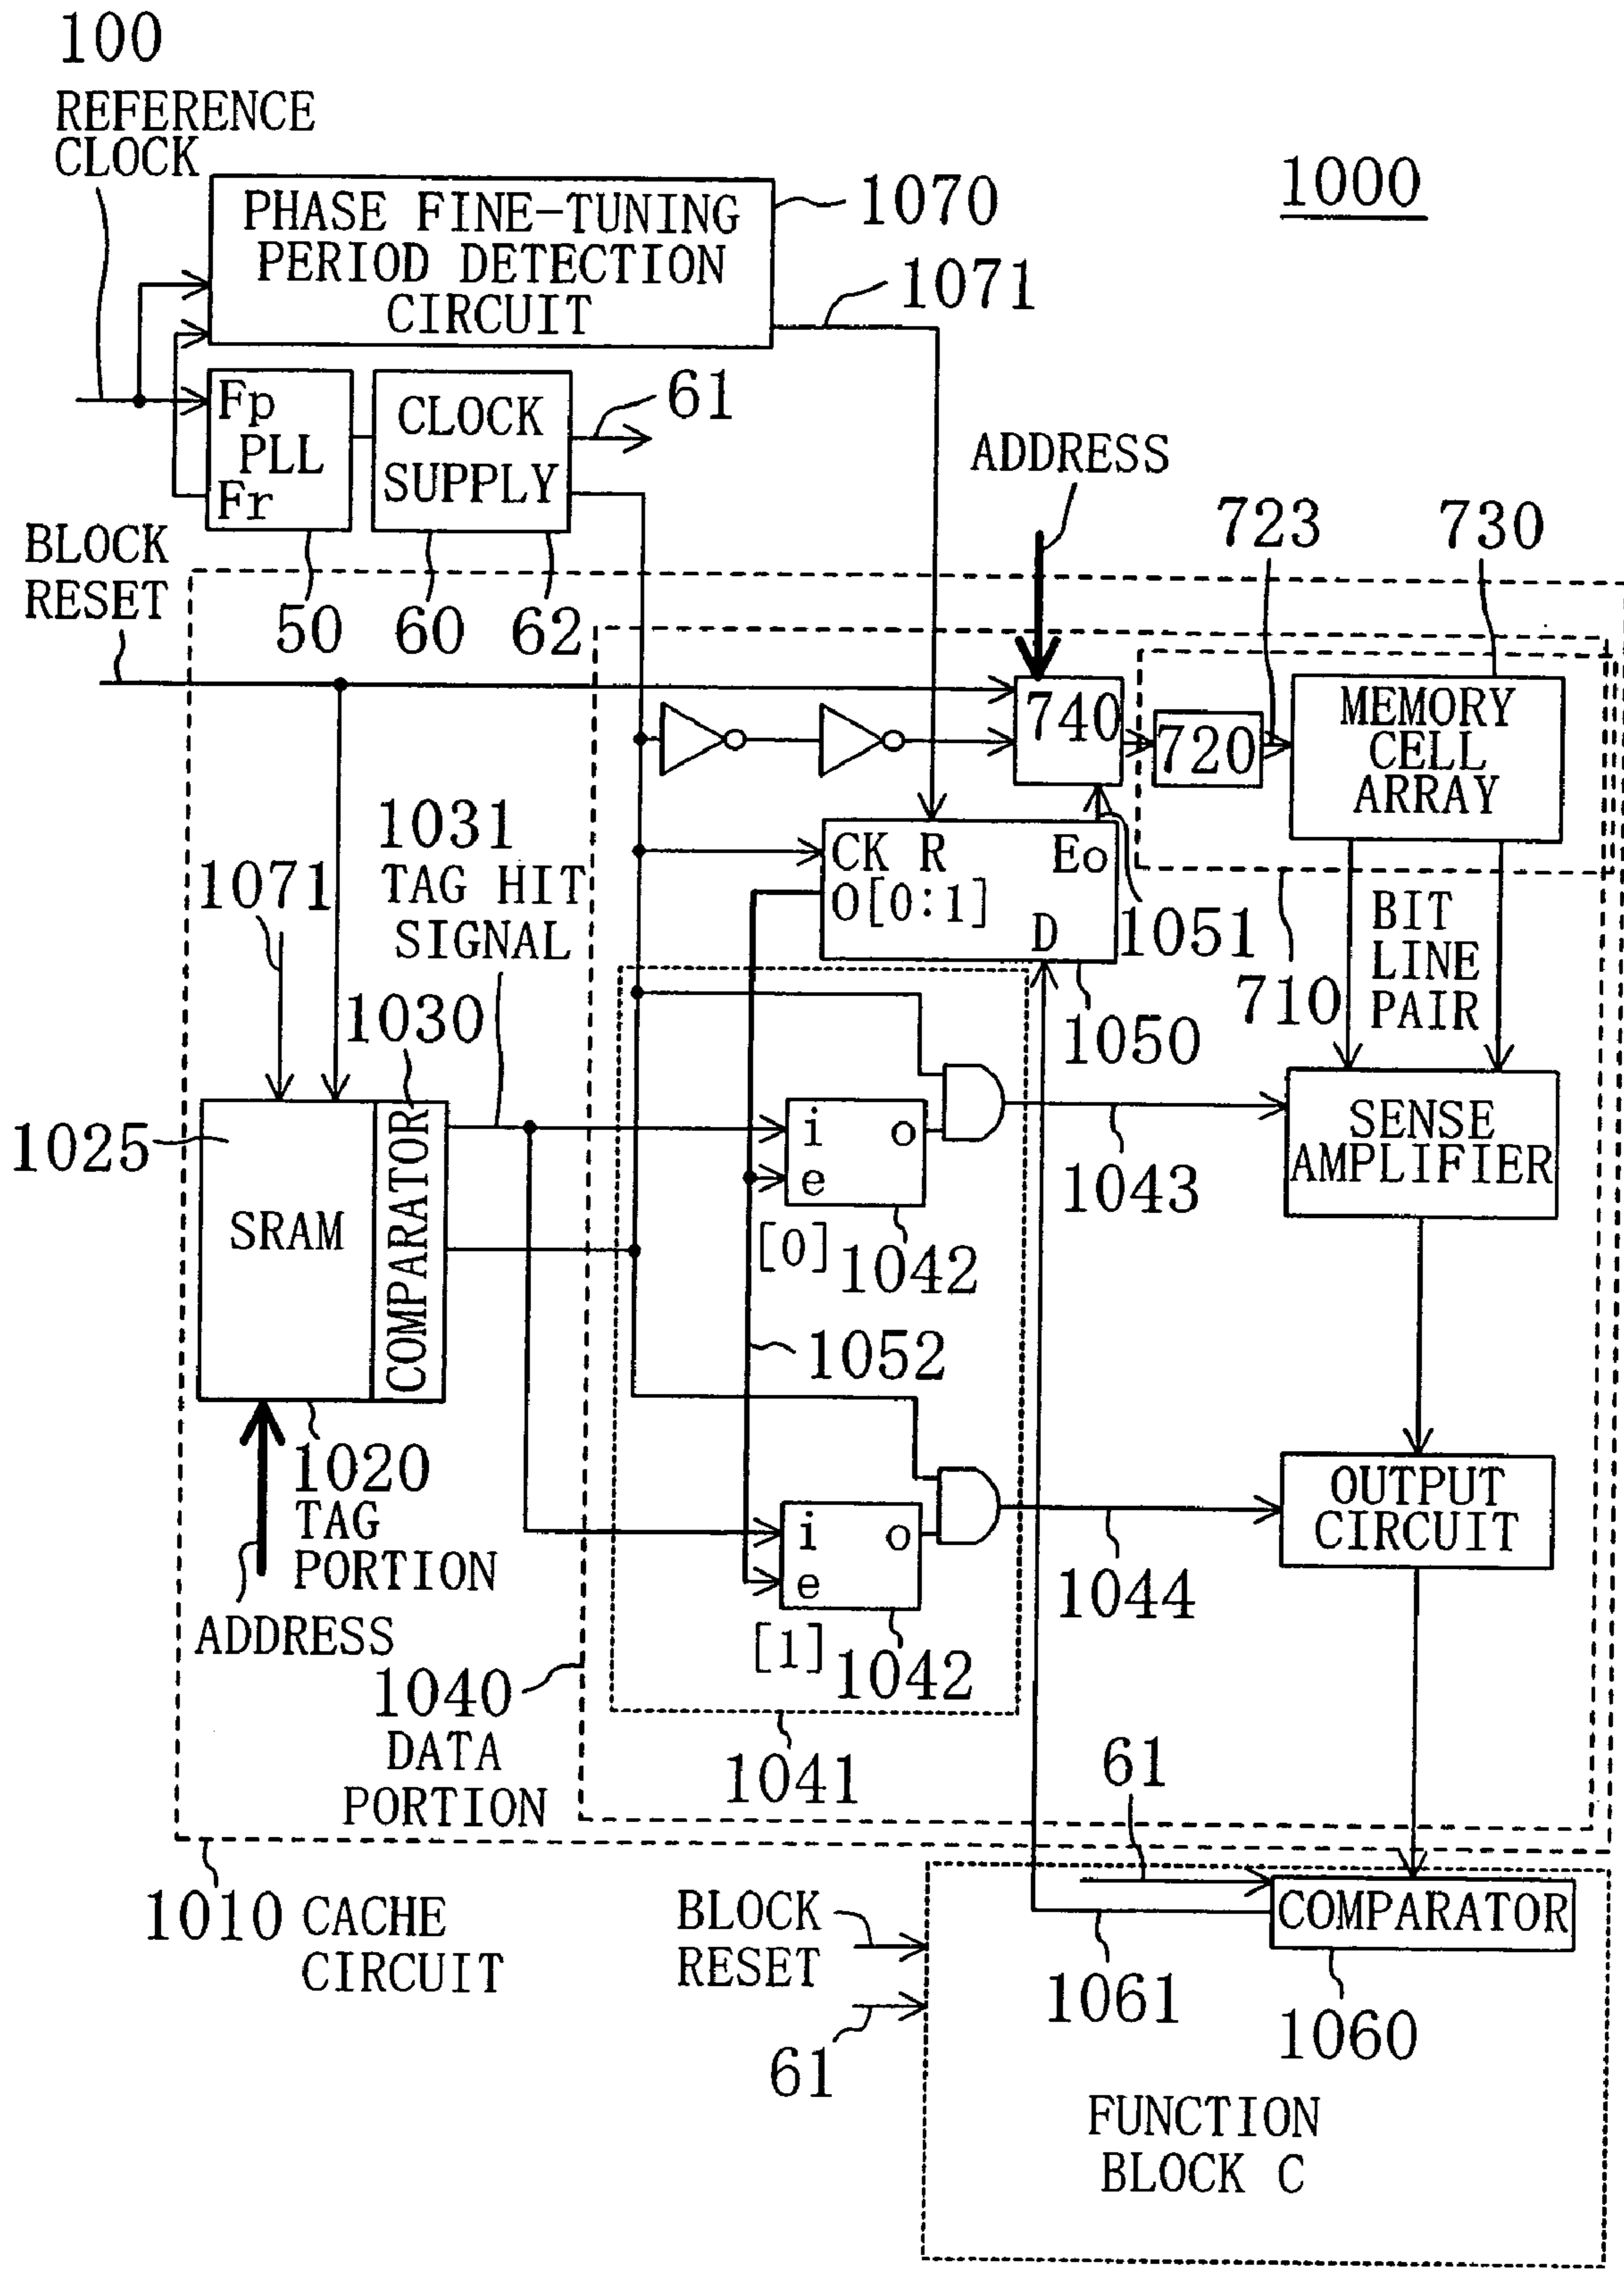 100
REFERENCE
CLOCK
1000
PHASE FINE-TUNING
PERIOD DETECTION
CIRCUIT
1070
1071
Fp
PLL
Fr
CLOCK
SUPPLY
61
ADDRESS
BLOCK
RESET
50
60
62
723
730
740
720
MEMORY
CELL
ARRAY
1031
TAG HIT
SIGNAL
1071
CK R Eo
O[0:1]
D
1051
710
BIT
LINE
PAIR
1030
1050
1025
SRAM
COMPARATOR
i o
e
[0]
1042
1043
SENSE
AMPLIFIER
1052
1020
TAG
PORTION
ADDRESS
i o
e
[1]
1042
1044
OUTPUT
CIRCUIT
1040
DATA
PORTION
1041
61
1010 CACHE
CIRCUIT
BLOCK
RESET
61
COMPARATOR
1061
1060
FUNCTION
BLOCK C